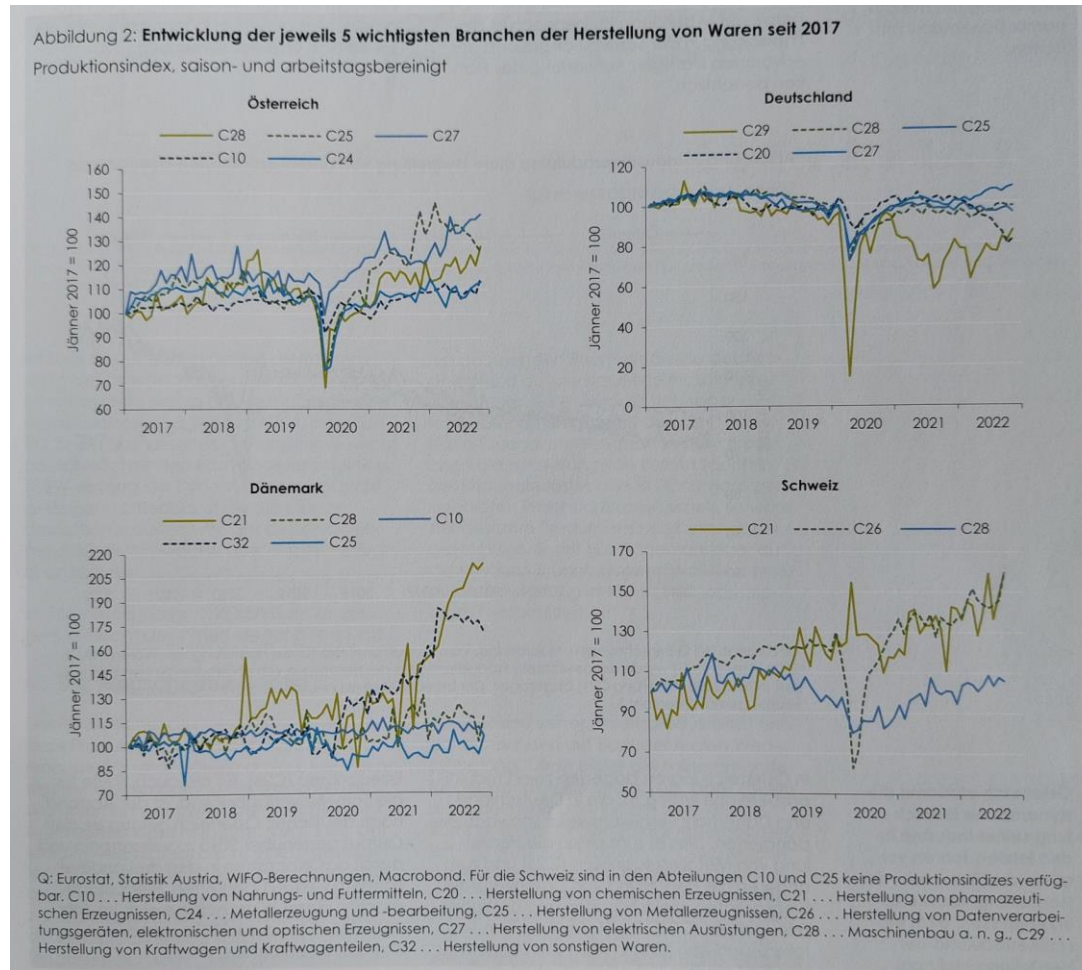 Abbildung 2: Entwicklung der jeweils 5 wichtigsten Branchen der Herstellung von Waren seit 2017
Produktionsindex, saison- und arbeitstagsbereinigt
Österreich
C28 C25 C27
C10 C24
Jänner 2017 = 100
160
150
140
130
120
110
100
90
80
70
60
2017 2018 2019 2020 2021 2022
Deutschland
C29 C28 C25
C20 C27
Jänner 2017 = 100
120
100
80
60
40
20
0
2017 2018 2019 2020 2021 2022
Dänemark
C21 C28 C10
C32 C25
Jänner 2017 = 100
220
205
190
175
160
145
130
115
100
85
70
2017 2018 2019 2020 2021 2022
Schweiz
C21 C26 C28
Jänner 2017 = 100
170
150
130
110
90
70
50
2017 2018 2019 2020 2021 2022
Q: Eurostat, Statistik Austria, WIFO-Berechnungen, Macrobond. Für die Schweiz sind in den Abteilungen C10 und C25 keine Produktionsindizes verfüg-
bar. C10 . . . Herstellung von Nahrungs- und Futtermitteln, C20 . . . Herstellung von chemischen Erzeugnissen, C21 . . . Herstellung von pharmazeuti-
schen Erzeugnissen, C24 . . . Metallerzeugung und -bearbeitung, C25 . . . Herstellung von Metallerzeugnissen, C26 . . . Herstellung von Datenverarbei-
tungsgeräten, elektronischen und optischen Erzeugnissen, C27 . . . Herstellung von elektrischen Ausrüstungen, C28 . . . Maschinenbau a. n. g., C29 . . .
Herstellung von Kraftwagen und Kraftwagenteilen, C32 . . . Herstellung von sonstigen Waren.